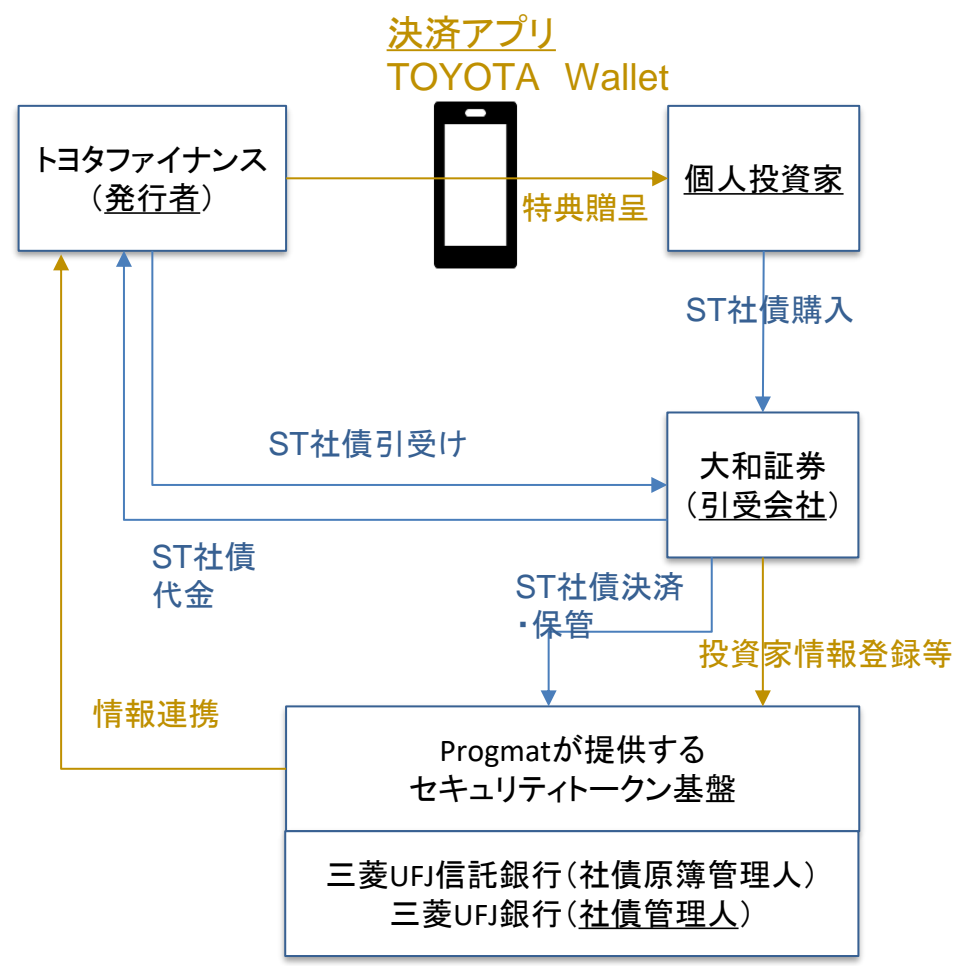 決済アプリ
TOYOTA　Wallet
トヨタファイナンス
（発行者）
特典贈呈
個人投資家
ST社債購入
ST社債引受け
大和証券
（引受会社）
ST社債
代金
ST社債決済
・保管
投資家情報登録等
情報連携
Progmatが提供する
セキュリティトークン基盤
三菱UFJ信託銀行（社債原簿管理人）
三菱UFJ銀行（社債管理人）